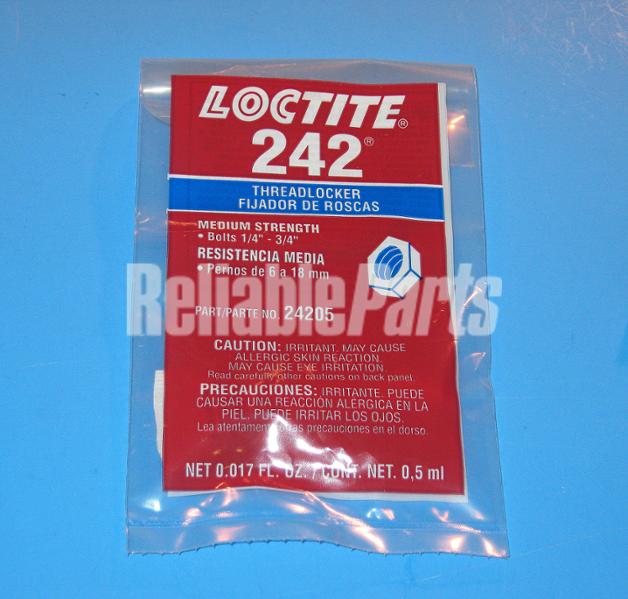 LOCTITE®
242®
THREADLOCKER
FIJADOR DE ROSCAS
MEDIUM STRENGTH
• Bolts 1/4" - 3/4"
RESISTENCIA MEDIA
• Pernos de 6 a 18 mm
ReliableParts
PART/PARTE NO. 24205
CAUTION: IRRITANT. MAY CAUSE
ALLERGIC SKIN REACTION.
MAY CAUSE EYE IRRITATION.
Read carefully other cautions on back panel.
PRECAUCIONES: IRRITANTE. PUEDE
CAUSAR UNA REACCIÓN ALÉRGICA EN LA
PIEL. PUEDE IRRITAR LOS OJOS.
Lea atentamente otras precauciones en el dorso.
NET 0.017 FL. OZ. / CONT. NET. 0,5 ml